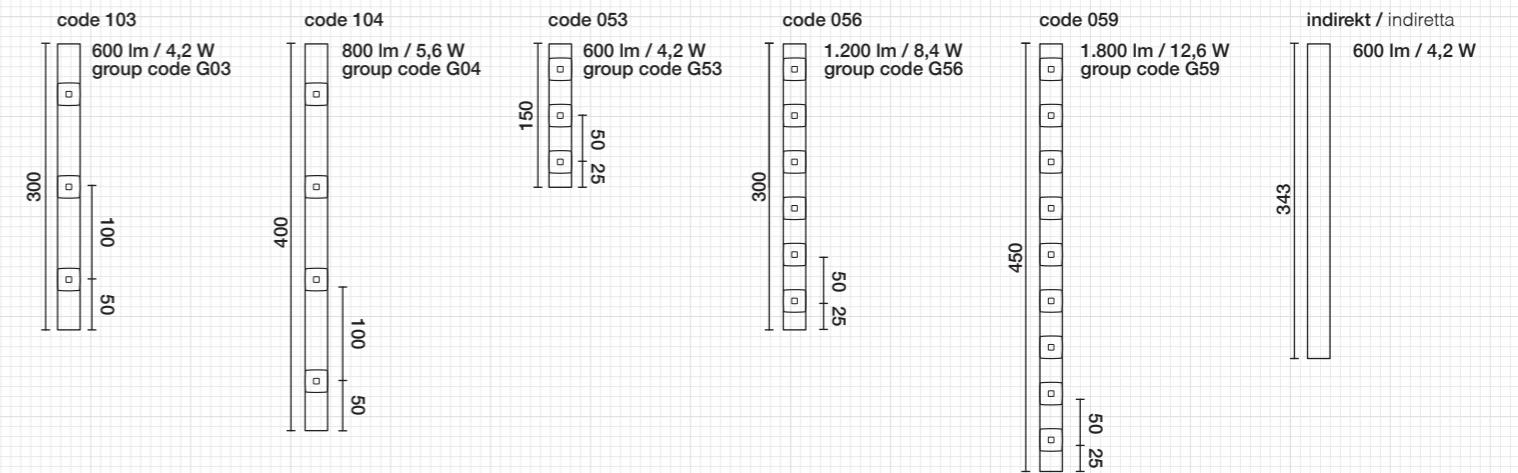 code 103
600 lm / 4,2 W
group code G03
300
100
50
code 104
800 lm / 5,6 W
group code G04
400
100
50
code 053
600 lm / 4,2 W
group code G53
150
50
25
code 056
1.200 lm / 8,4 W
group code G56
300
50
25
code 059
1.800 lm / 12,6 W
group code G59
450
50
25
indirekt / indiretta
600 lm / 4,2 W
343